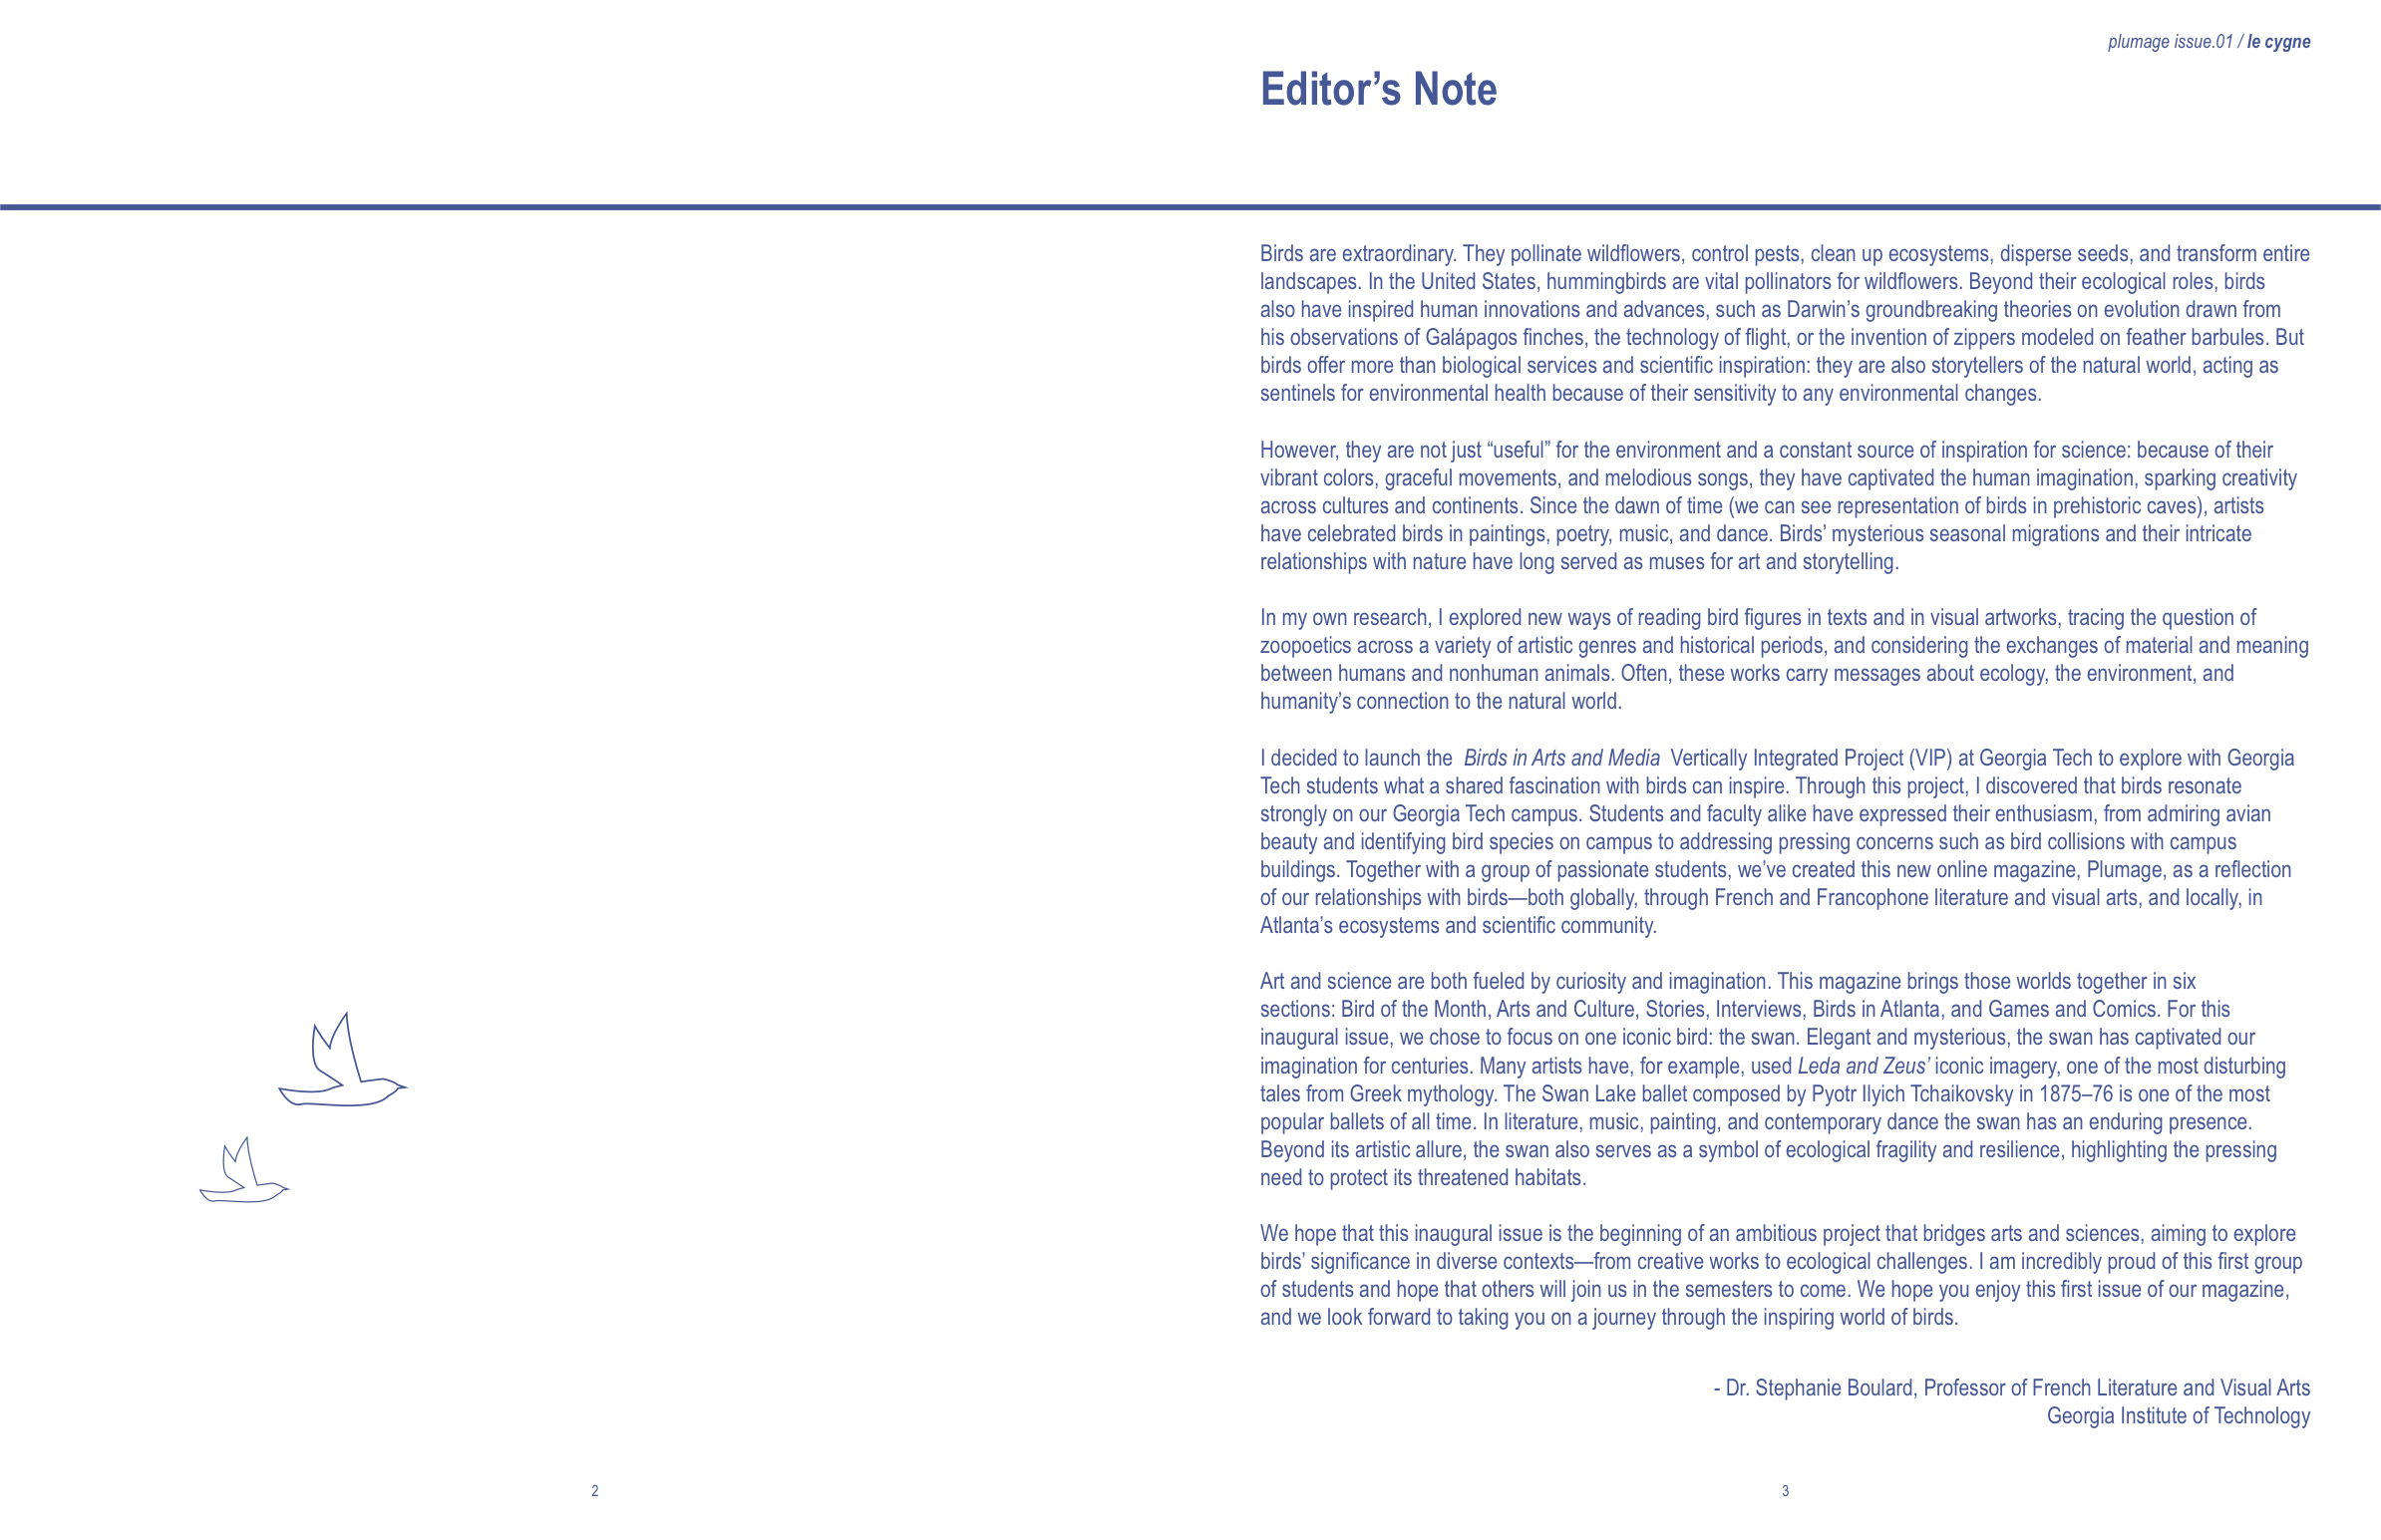 plumage issue.01 / le cygne
Editor’s Note
Birds are extraordinary. They pollinate wildflowers, control pests, clean up ecosystems, disperse seeds, and transform entire
landscapes. In the United States, hummingbirds are vital pollinators for wildflowers. Beyond their ecological roles, birds
also have inspired human innovations and advances, such as Darwin’s groundbreaking theories on evolution drawn from
his observations of Galápagos finches, the technology of flight, or the invention of zippers modeled on feather barbules. But
birds offer more than biological services and scientific inspiration: they are also storytellers of the natural world, acting as
sentinels for environmental health because of their sensitivity to any environmental changes.
However, they are not just “useful” for the environment and a constant source of inspiration for science: because of their
vibrant colors, graceful movements, and melodious songs, they have captivated the human imagination, sparking creativity
across cultures and continents. Since the dawn of time (we can see representation of birds in prehistoric caves), artists
have celebrated birds in paintings, poetry, music, and dance. Birds’ mysterious seasonal migrations and their intricate
relationships with nature have long served as muses for art and storytelling.
In my own research, I explored new ways of reading bird figures in texts and in visual artworks, tracing the question of
zoopoetics across a variety of artistic genres and historical periods, and considering the exchanges of material and meaning
between humans and nonhuman animals. Often, these works carry messages about ecology, the environment, and
humanity’s connection to the natural world.
I decided to launch the Birds in Arts and Media Vertically Integrated Project (VIP) at Georgia Tech to explore with Georgia
Tech students what a shared fascination with birds can inspire. Through this project, I discovered that birds resonate
strongly on our Georgia Tech campus. Students and faculty alike have expressed their enthusiasm, from admiring avian
beauty and identifying bird species on campus to addressing pressing concerns such as bird collisions with campus
buildings. Together with a group of passionate students, we’ve created this new online magazine, Plumage, as a reflection
of our relationships with birds—both globally, through French and Francophone literature and visual arts, and locally, in
Atlanta’s ecosystems and scientific community.
Art and science are both fueled by curiosity and imagination. This magazine brings those worlds together in six
sections: Bird of the Month, Arts and Culture, Stories, Interviews, Birds in Atlanta, and Games and Comics. For this
inaugural issue, we chose to focus on one iconic bird: the swan. Elegant and mysterious, the swan has captivated our
imagination for centuries. Many artists have, for example, used Leda and Zeus’ iconic imagery, one of the most disturbing
tales from Greek mythology. The Swan Lake ballet composed by Pyotr Ilyich Tchaikovsky in 1875–76 is one of the most
popular ballets of all time. In literature, music, painting, and contemporary dance the swan has an enduring presence.
Beyond its artistic allure, the swan also serves as a symbol of ecological fragility and resilience, highlighting the pressing
need to protect its threatened habitats.
We hope that this inaugural issue is the beginning of an ambitious project that bridges arts and sciences, aiming to explore
birds’ significance in diverse contexts—from creative works to ecological challenges. I am incredibly proud of this first group
of students and hope that others will join us in the semesters to come. We hope you enjoy this first issue of our magazine,
and we look forward to taking you on a journey through the inspiring world of birds.
- Dr. Stephanie Boulard, Professor of French Literature and Visual Arts
Georgia Institute of Technology
2
3